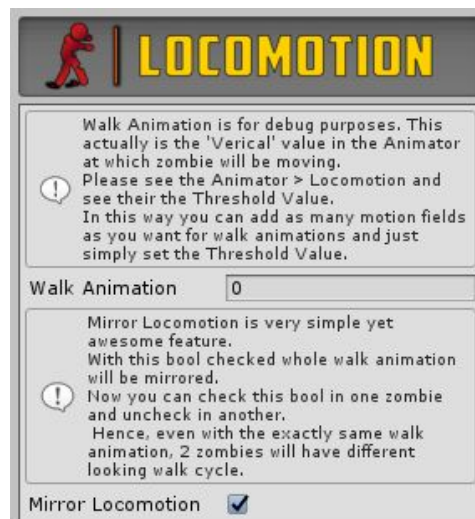 LOCOMOTION
Walk Animation is for debug purposes. This
actually is the 'Verical' value in the Animator
at which zombie will be moving.
Please see the Animator > Locomotion and
see their the Threshold Value.
In this way you can add as many motion fields
as you want for walk animations and just
simply set the Threshold Value.
Walk Animation 0
Mirror Locomotion is very simple yet
awesome feature.
With this bool checked whole walk animation
will be mirrored.
Now you can check this bool in one zombie
and uncheck in another.
Hence, even with the exactly same walk
animation, 2 zombies will have different
looking walk cycle.
Mirror Locomotion